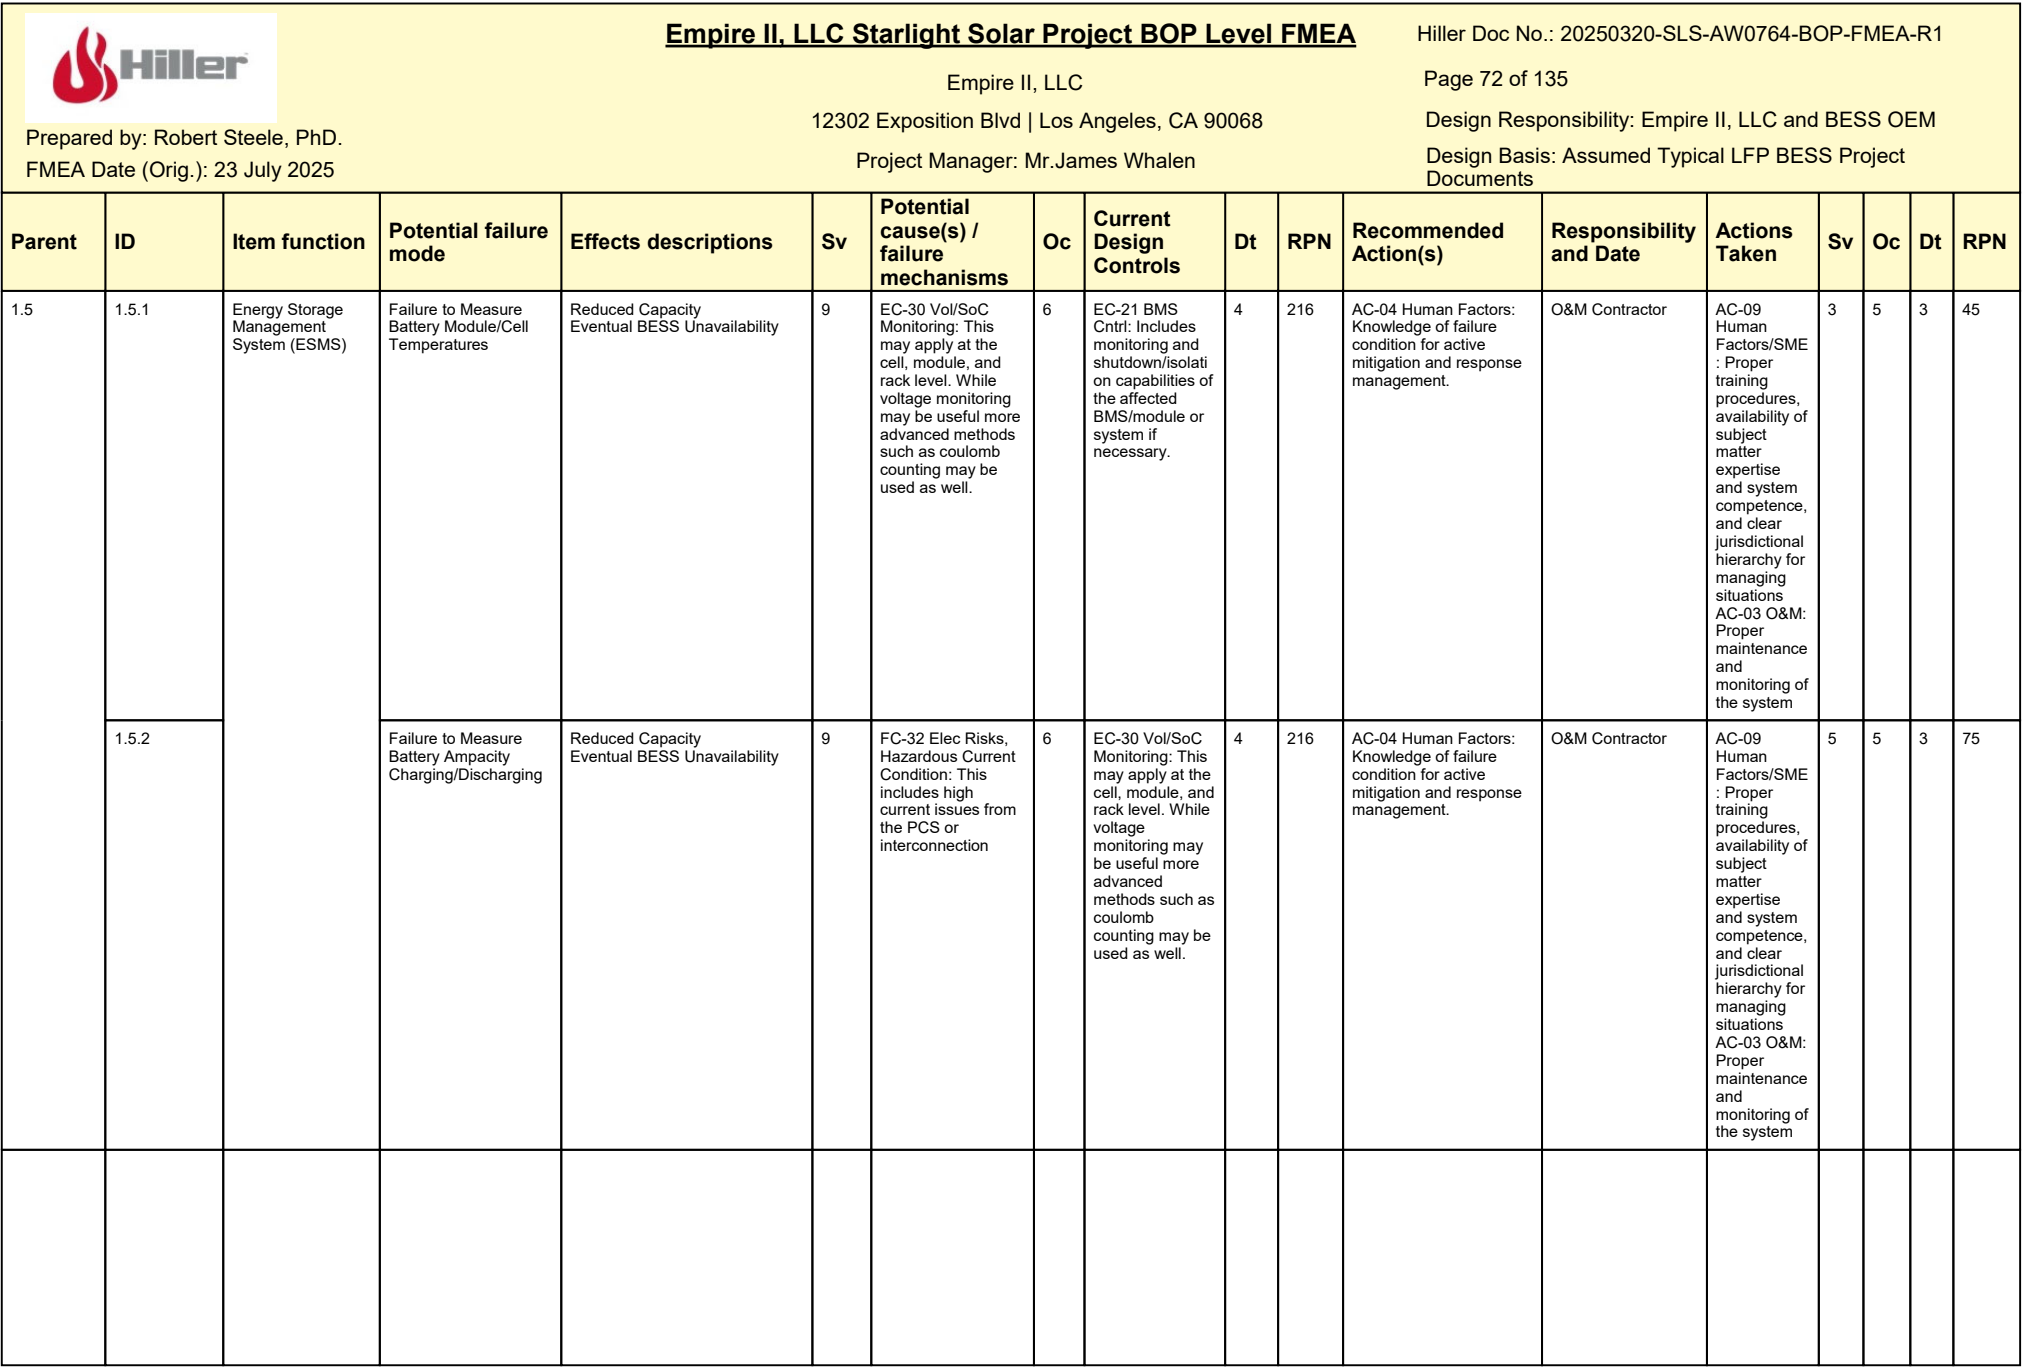 Hiller
Prepared by: Robert Steele, PhD.
FMEA Date (Orig.): 23 July 2025
Empire II, LLC Starlight Solar Project BOP Level FMEA
Empire II, LLC
12302 Exposition Blvd | Los Angeles, CA 90068
Project Manager: Mr.James Whalen
Hiller Doc No.: 20250320-SLS-AW0764-BOP-FMEA-R1
Page 72 of 135
Design Responsibility: Empire II, LLC and BESS OEM
Design Basis: Assumed Typical LFP BESS Project
Documents
Parent
ID
Item function
Potential failure
mode
Effects descriptions
Sv
Potential
cause(s) /
failure
mechanisms
Oc
Current
Design
Controls
Dt
RPN
Recommended
Action(s)
Responsibility
and Date
Actions
Taken
Sv
Oc
Dt
RPN
1.5
1.5.1
Energy Storage
Management
System (ESMS)
Failure to Measure
Battery Module/Cell
Temperatures
Reduced Capacity
Eventual BESS Unavailability
9
EC-30 Vol/SoC
Monitoring: This
may apply at the
cell, module, and
rack level. While
voltage monitoring
may be useful more
advanced methods
such as coulomb
counting may be
used as well.
6
EC-21 BMS
Cntrl: Includes
monitoring and
shutdown/isolati
on capabilities of
the affected
BMS/module or
system if
necessary.
4
216
AC-04 Human Factors:
Knowledge of failure
condition for active
mitigation and response
management.
O&M Contractor
AC-09
Human
Factors/SME
: Proper
training
procedures,
availability of
subject
matter
expertise
and system
competence,
and clear
jurisdictional
hierarchy for
managing
situations
AC-03 O&M:
Proper
maintenance
and
monitoring of
the system
3
5
3
45
1.5.2
Failure to Measure
Battery Ampacity
Charging/Discharging
Reduced Capacity
Eventual BESS Unavailability
9
FC-32 Elec Risks,
Hazardous Current
Condition: This
includes high
current issues from
the PCS or
interconnection
6
EC-30 Vol/SoC
Monitoring: This
may apply at the
cell, module, and
rack level. While
voltage
monitoring may
be useful more
advanced
methods such as
coulomb
counting may be
used as well.
4
216
AC-04 Human Factors:
Knowledge of failure
condition for active
mitigation and response
management.
O&M Contractor
AC-09
Human
Factors/SME
: Proper
training
procedures,
availability of
subject
matter
expertise
and system
competence,
and clear
jurisdictional
hierarchy for
managing
situations
AC-03 O&M:
Proper
maintenance
and
monitoring of
the system
5
5
3
75